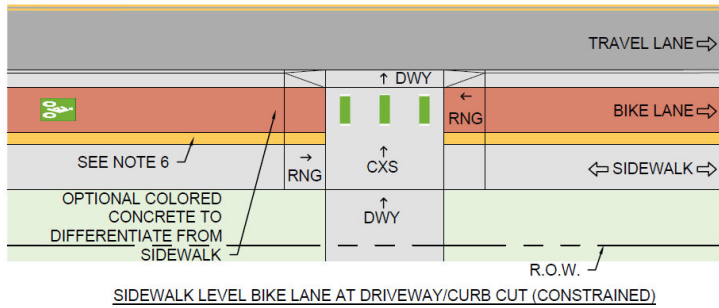 TRAVEL LANE
↑ DWY
←
RNG
BIKE LANE
SEE NOTE 6
→
RNG
↑
CXS
SIDEWALK
OPTIONAL COLORED
CONCRETE TO
DIFFERENTIATE FROM
SIDEWALK
↑
DWY
R.O.W.
SIDEWALK LEVEL BIKE LANE AT DRIVEWAY/CURB CUT (CONSTRAINED)